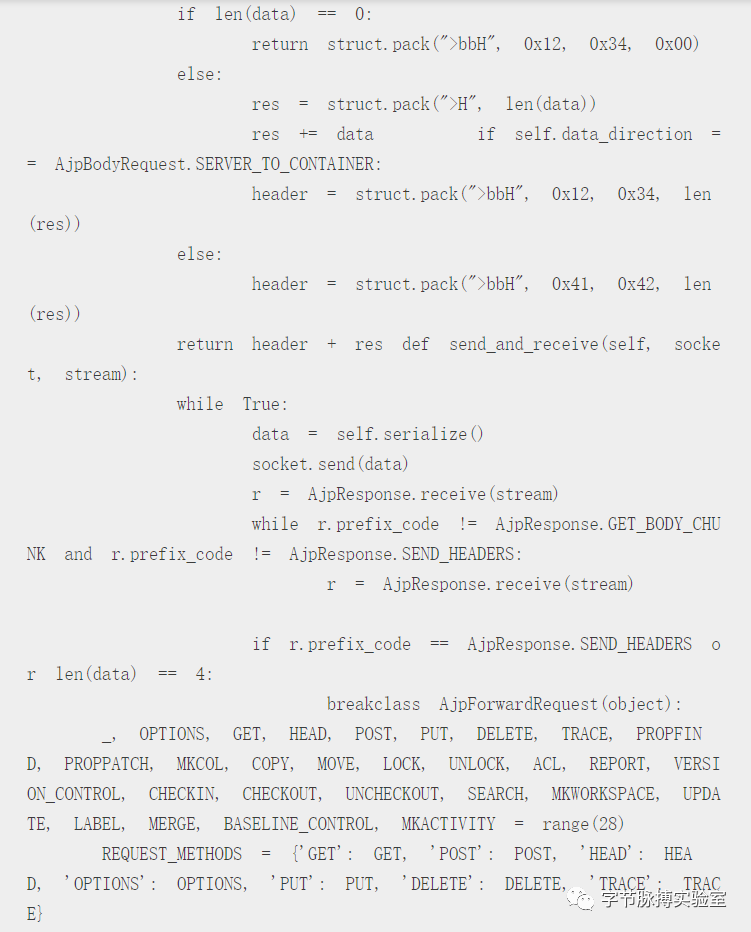 if len(data) == 0:
return struct.pack(">bbH", 0x12, 0x34, 0x00)
else:
res = struct.pack(">H", len(data))
res += data if self.data_direction =
= AjpBodyRequest.SERVER_TO_CONTAINER:
header = struct.pack(">bbH", 0x12, 0x34, len
(res))
else:
header = struct.pack(">bbH", 0x41, 0x42, len
(res))
return header + res def send_and_receive(self, socke
t, stream):
while True:
data = self.serialize()
socket.send(data)
r = AjpResponse.receive(stream)
while r.prefix_code != AjpResponse.GET_BODY_CHU
NK and r.prefix_code != AjpResponse.SEND_HEADERS:
r = AjpResponse.receive(stream)
if r.prefix_code == AjpResponse.SEND_HEADERS o
r len(data) == 4:
breakclass AjpForwardRequest(object):
_, OPTIONS, GET, HEAD, POST, PUT, DELETE, TRACE, PROPFIN
D, PROPPATCH, MKCOL, COPY, MOVE, LOCK, UNLOCK, ACL, REPORT, VERSI
ON_CONTROL, CHECKIN, CHECKOUT, UNCHECKOUT, SEARCH, MKWORKSPACE, UPDA
TE, LABEL, MERGE, BASELINE_CONTROL, MKACTIVITY = range(28)
REQUEST_METHODS = {'GET': GET, 'POST': POST, 'HEAD': HEA
D, 'OPTIONS': OPTIONS, 'PUT': PUT, 'DELETE': DELETE, 'TRACE': TRAC
E}
字节脉搏实验室